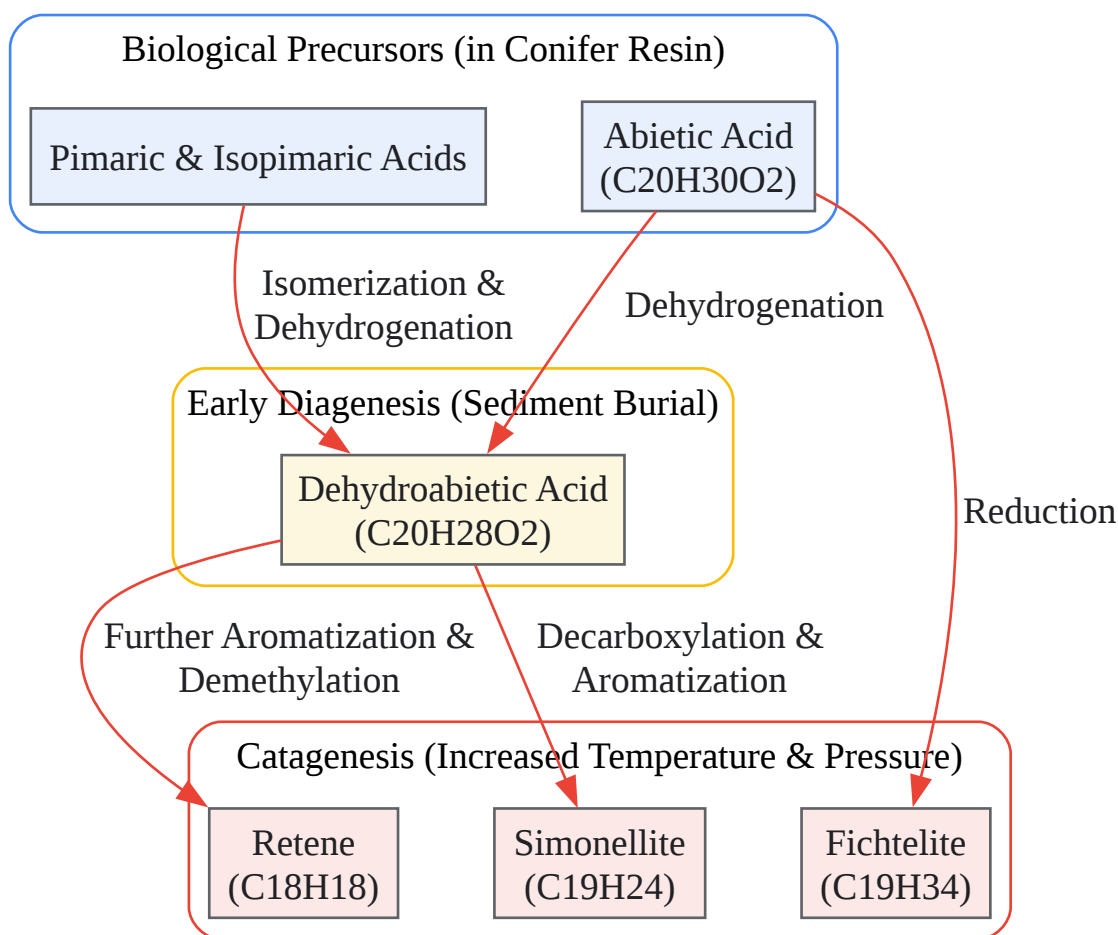 Biological Precursors (in Conifer Resin)
Pimaric & Isopimaric Acids
Abietic Acid
(C20H30O2)
Isomerization &
Dehydrogenation
Dehydrogenation
Early Diagenesis (Sediment Burial)
Dehydroabietic Acid
(C20H28O2)
Reduction
Further Aromatization &
Demethylation
Decarboxylation &
Aromatization
Catagenesis (Increased Temperature & Pressure)
Retene
(C18H18)
Simonellite
(C19H24)
Fichtelite
(C19H34)